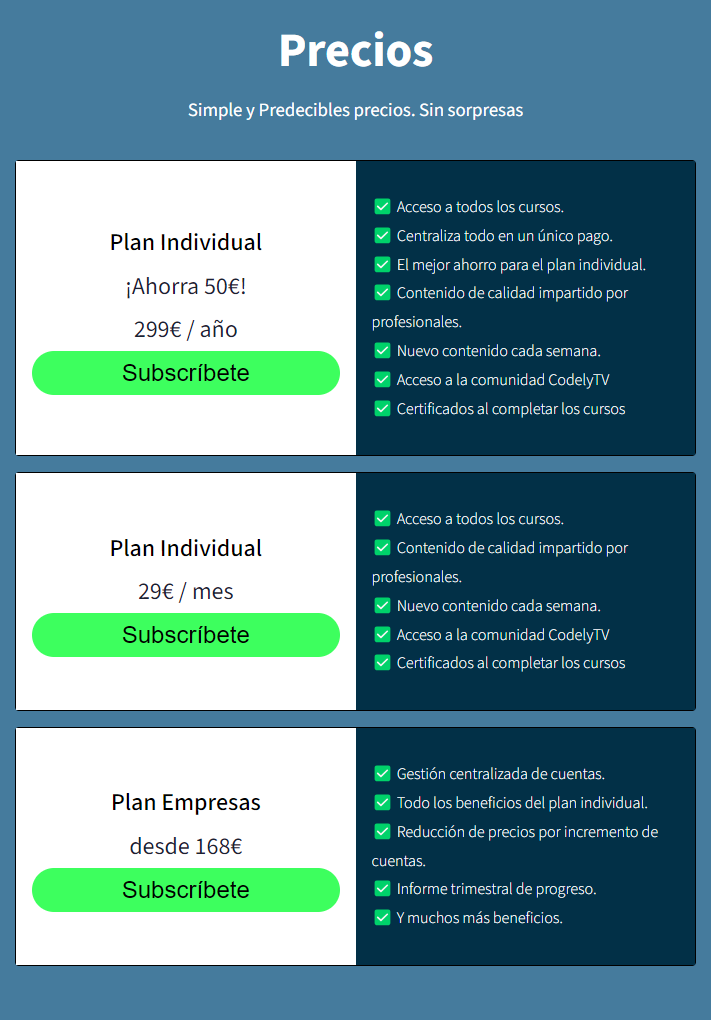 Precios
Simple y Predecibles precios. Sin sorpresas
Plan Individual
¡Ahorra 50€!
299€ / año
Subscríbete
✅ Acceso a todos los cursos.
✅ Centraliza todo en un único pago.
✅ El mejor ahorro para el plan individual.
✅ Contenido de calidad impartido por
profesionales.
✅ Nuevo contenido cada semana.
✅ Acceso a la comunidad CodelyTV
✅ Certificados al completar los cursos
Plan Individual
29€ / mes
Subscríbete
✅ Acceso a todos los cursos.
✅ Contenido de calidad impartido por
profesionales.
✅ Nuevo contenido cada semana.
✅ Acceso a la comunidad CodelyTV
✅ Certificados al completar los cursos
Plan Empresas
desde 168€
Subscríbete
✅ Gestión centralizada de cuentas.
✅ Todo los beneficios del plan individual.
✅ Reducción de precios por incremento de
cuentas.
✅ Informe trimestral de progreso.
✅ Y muchos más beneficios.